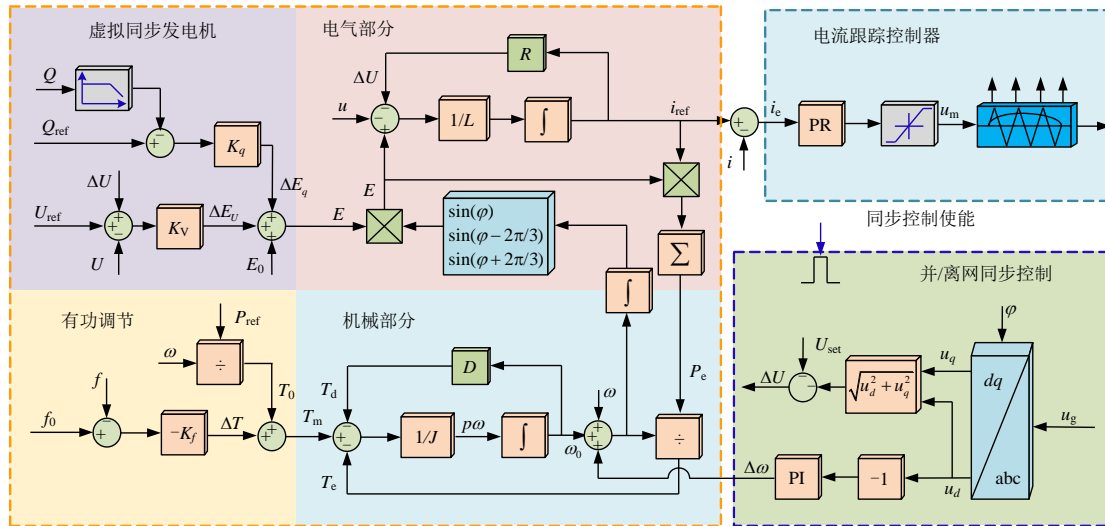 虚拟同步发电机
Q
Q_ref
K_q
ΔE_q
ΔU
U_ref
K_V
ΔE_U
U
E_0
E
电气部分
R
ΔU
u
1/L
∫
i_ref
E
sin(φ)
sin(φ−2π/3)
sin(φ+2π/3)
∑
∫
电流跟踪控制器
i_e
i
PR
u_m
有功调节
P_ref
ω
÷
f
f_0
−K_f
ΔT
T_0
T_m
机械部分
D
T_d
1/J
pω
∫
ω_0
ω
P_e
÷
T_e
同步控制使能
并/离网同步控制
φ
U_set
ΔU
√u_d^2+u_q^2
u_q
dq
abc
u_g
Δω
PI
−1
u_d